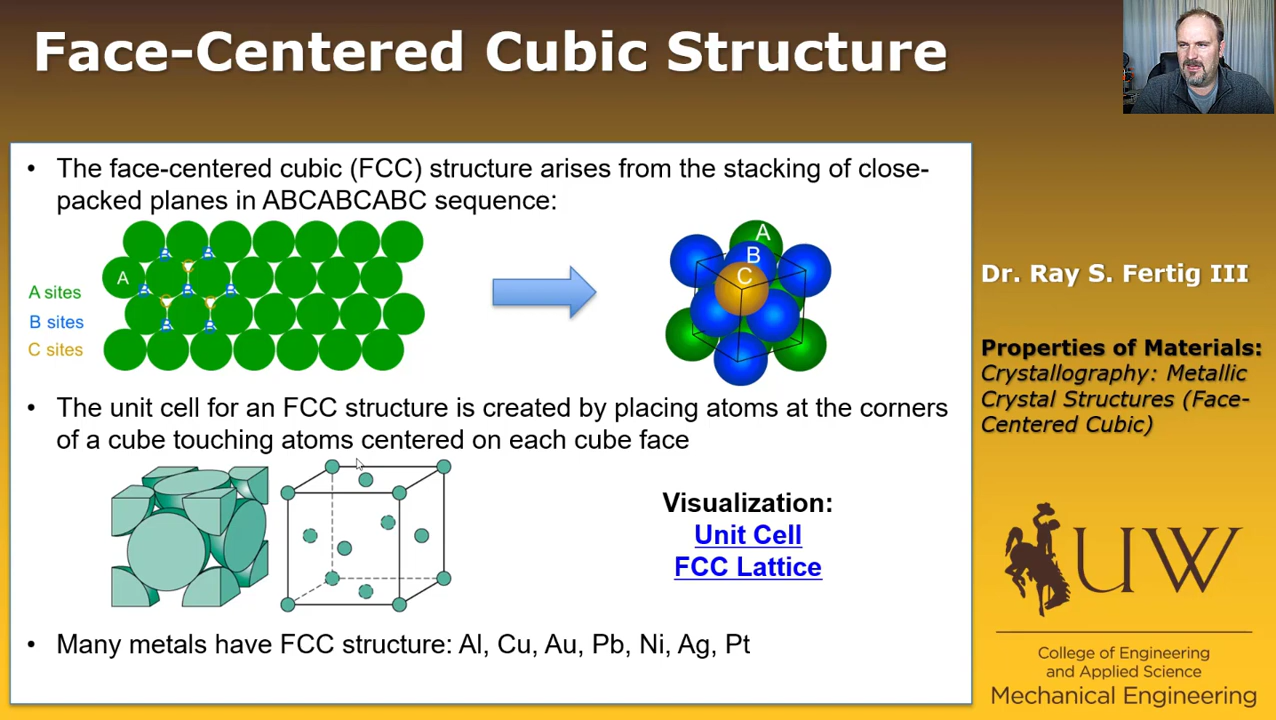 Face-Centered Cubic Structure
• The face-centered cubic (FCC) structure arises from the stacking of close-
packed planes in ABCABCABC sequence:
B B
C
A
B B B
C C
B B
A sites
B sites
C sites
A
B
C
• The unit cell for an FCC structure is created by placing atoms at the corners
of a cube touching atoms centered on each cube face
Visualization:
Unit Cell
FCC Lattice
• Many metals have FCC structure: Al, Cu, Au, Pb, Ni, Ag, Pt
Dr. Ray S. Fertig III
Properties of Materials:
Crystallography: Metallic
Crystal Structures (Face-
Centered Cubic)
UW
College of Engineering
and Applied Science
Mechanical Engineering